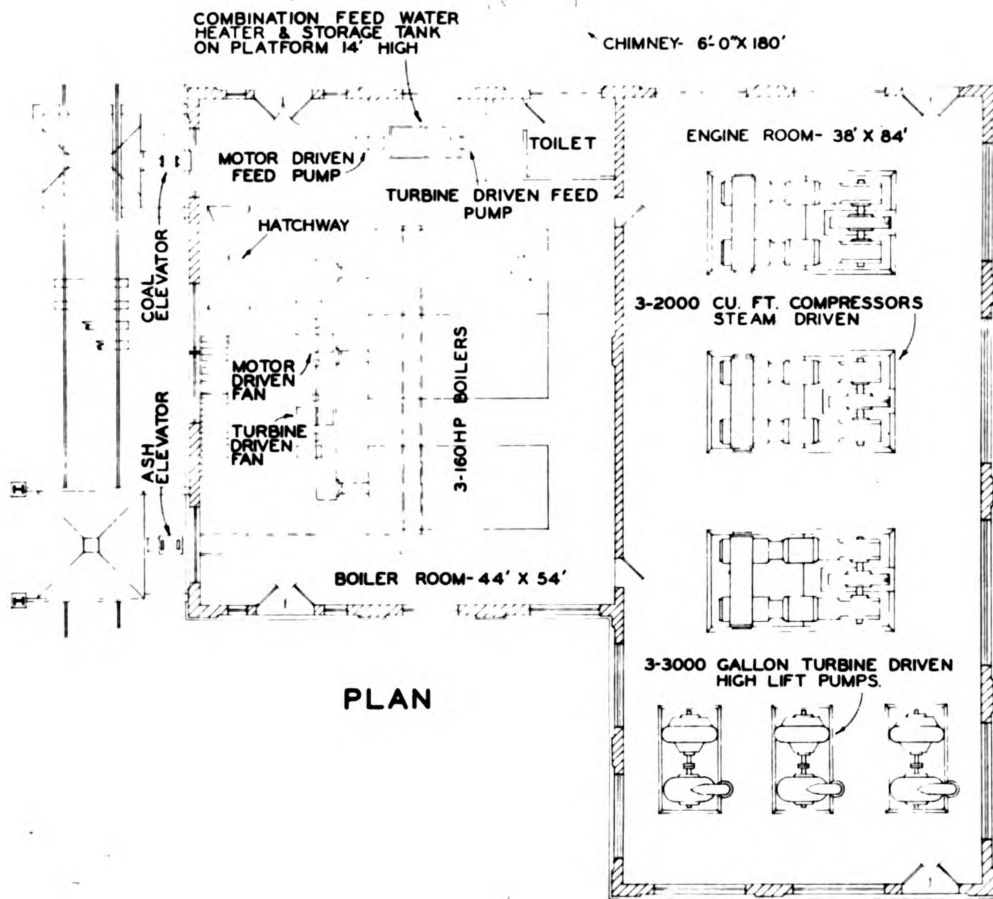 COMBINATION FEED WATER
HEATER & STORAGE TANK
ON PLATFORM 14' HIGH
CHIMNEY- 6'-0"X 180'
TOILET
ENGINE ROOM- 38' X 84'
MOTOR DRIVEN
FEED PUMP
TURBINE DRIVEN FEED
PUMP
HATCHWAY
COAL
ELEVATOR
3-2000 CU. FT. COMPRESSORS
STEAM DRIVEN
MOTOR
DRIVEN
FAN
TURBINE
DRIVEN
FAN
3-160HP BOILERS
ASH
ELEVATOR
BOILER ROOM- 44' X 54'
3-3000 GALLON TURBINE DRIVEN
HIGH LIFT PUMPS.
PLAN